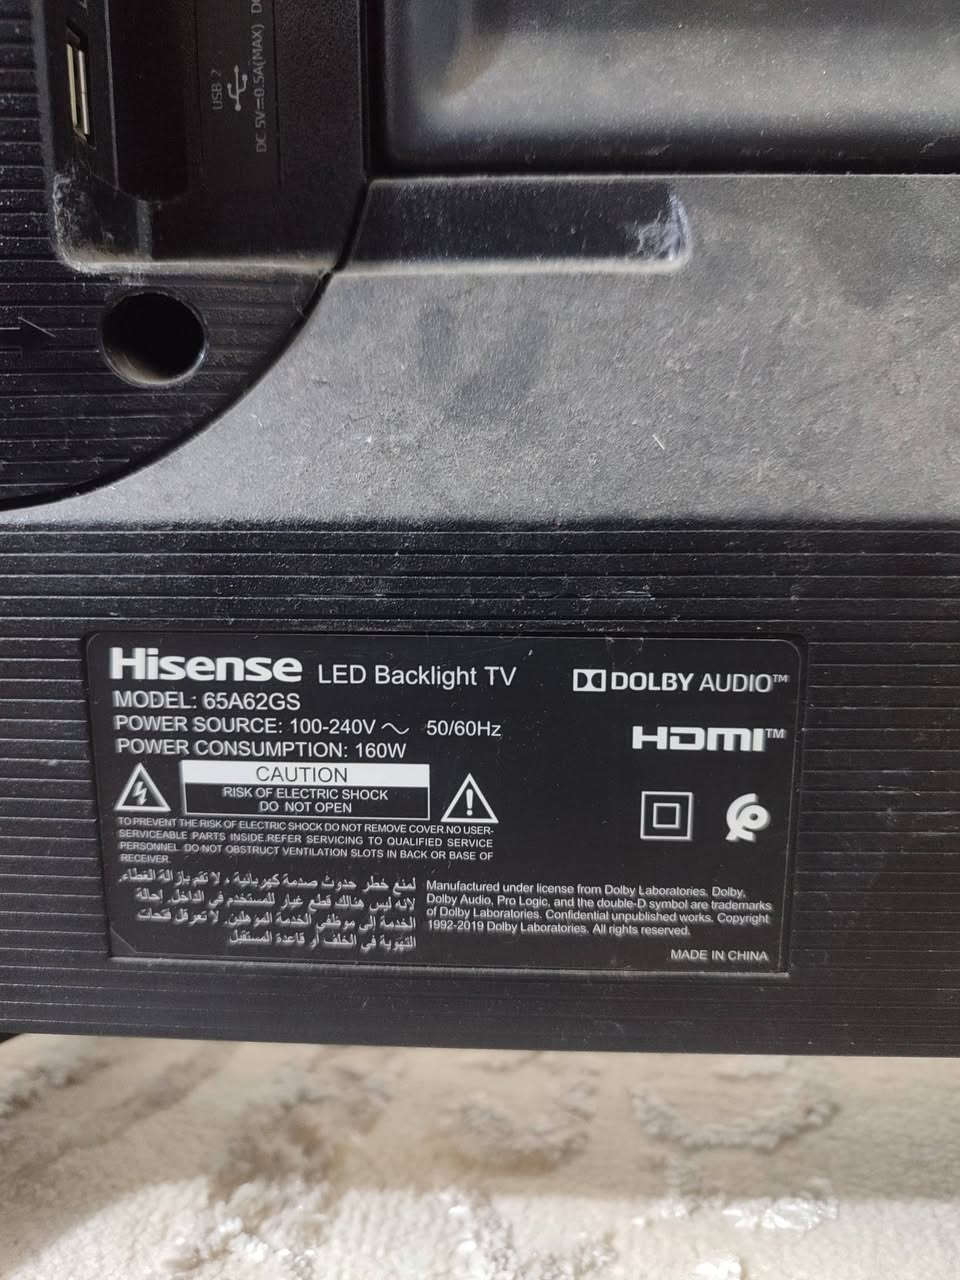 USB 2
DC 5V⎓0.5A(MAX)
Hisense LED Backlight TV
DOLBY AUDIO™
MODEL: 65A62GS
POWER SOURCE: 100-240V ~ 50/60Hz
HDMI™
POWER CONSUMPTION: 160W
CAUTION
RISK OF ELECTRIC SHOCK
DO NOT OPEN
TO PREVENT THE RISK OF ELECTRIC SHOCK DO NOT REMOVE COVER.NO USER-
SERVICEABLE PARTS INSIDE.REFER SERVICING TO QUALIFIED SERVICE
PERSONNEL .DO NOT OBSTRUCT VENTILATION SLOTS IN BACK OR BASE OF
RECEIVER.
لمنع خطر حدوث صدمة كهربائية ، لا تقم بإزالة الغطاء،
لأنه ليس هنالك قطع غيار للمستخدم في الداخل. إحالة
الخدمة إلى موظفي الخدمة المؤهلين. لا تعرقل فتحات
التهوية في الخلف أو قاعدة المستقبل
Manufactured under license from Dolby Laboratories. Dolby,
Dolby Audio, Pro Logic, and the double-D symbol are trademarks
of Dolby Laboratories. Confidential unpublished works. Copyright
1992-2019 Dolby Laboratories. All rights reserved.
MADE IN CHINA